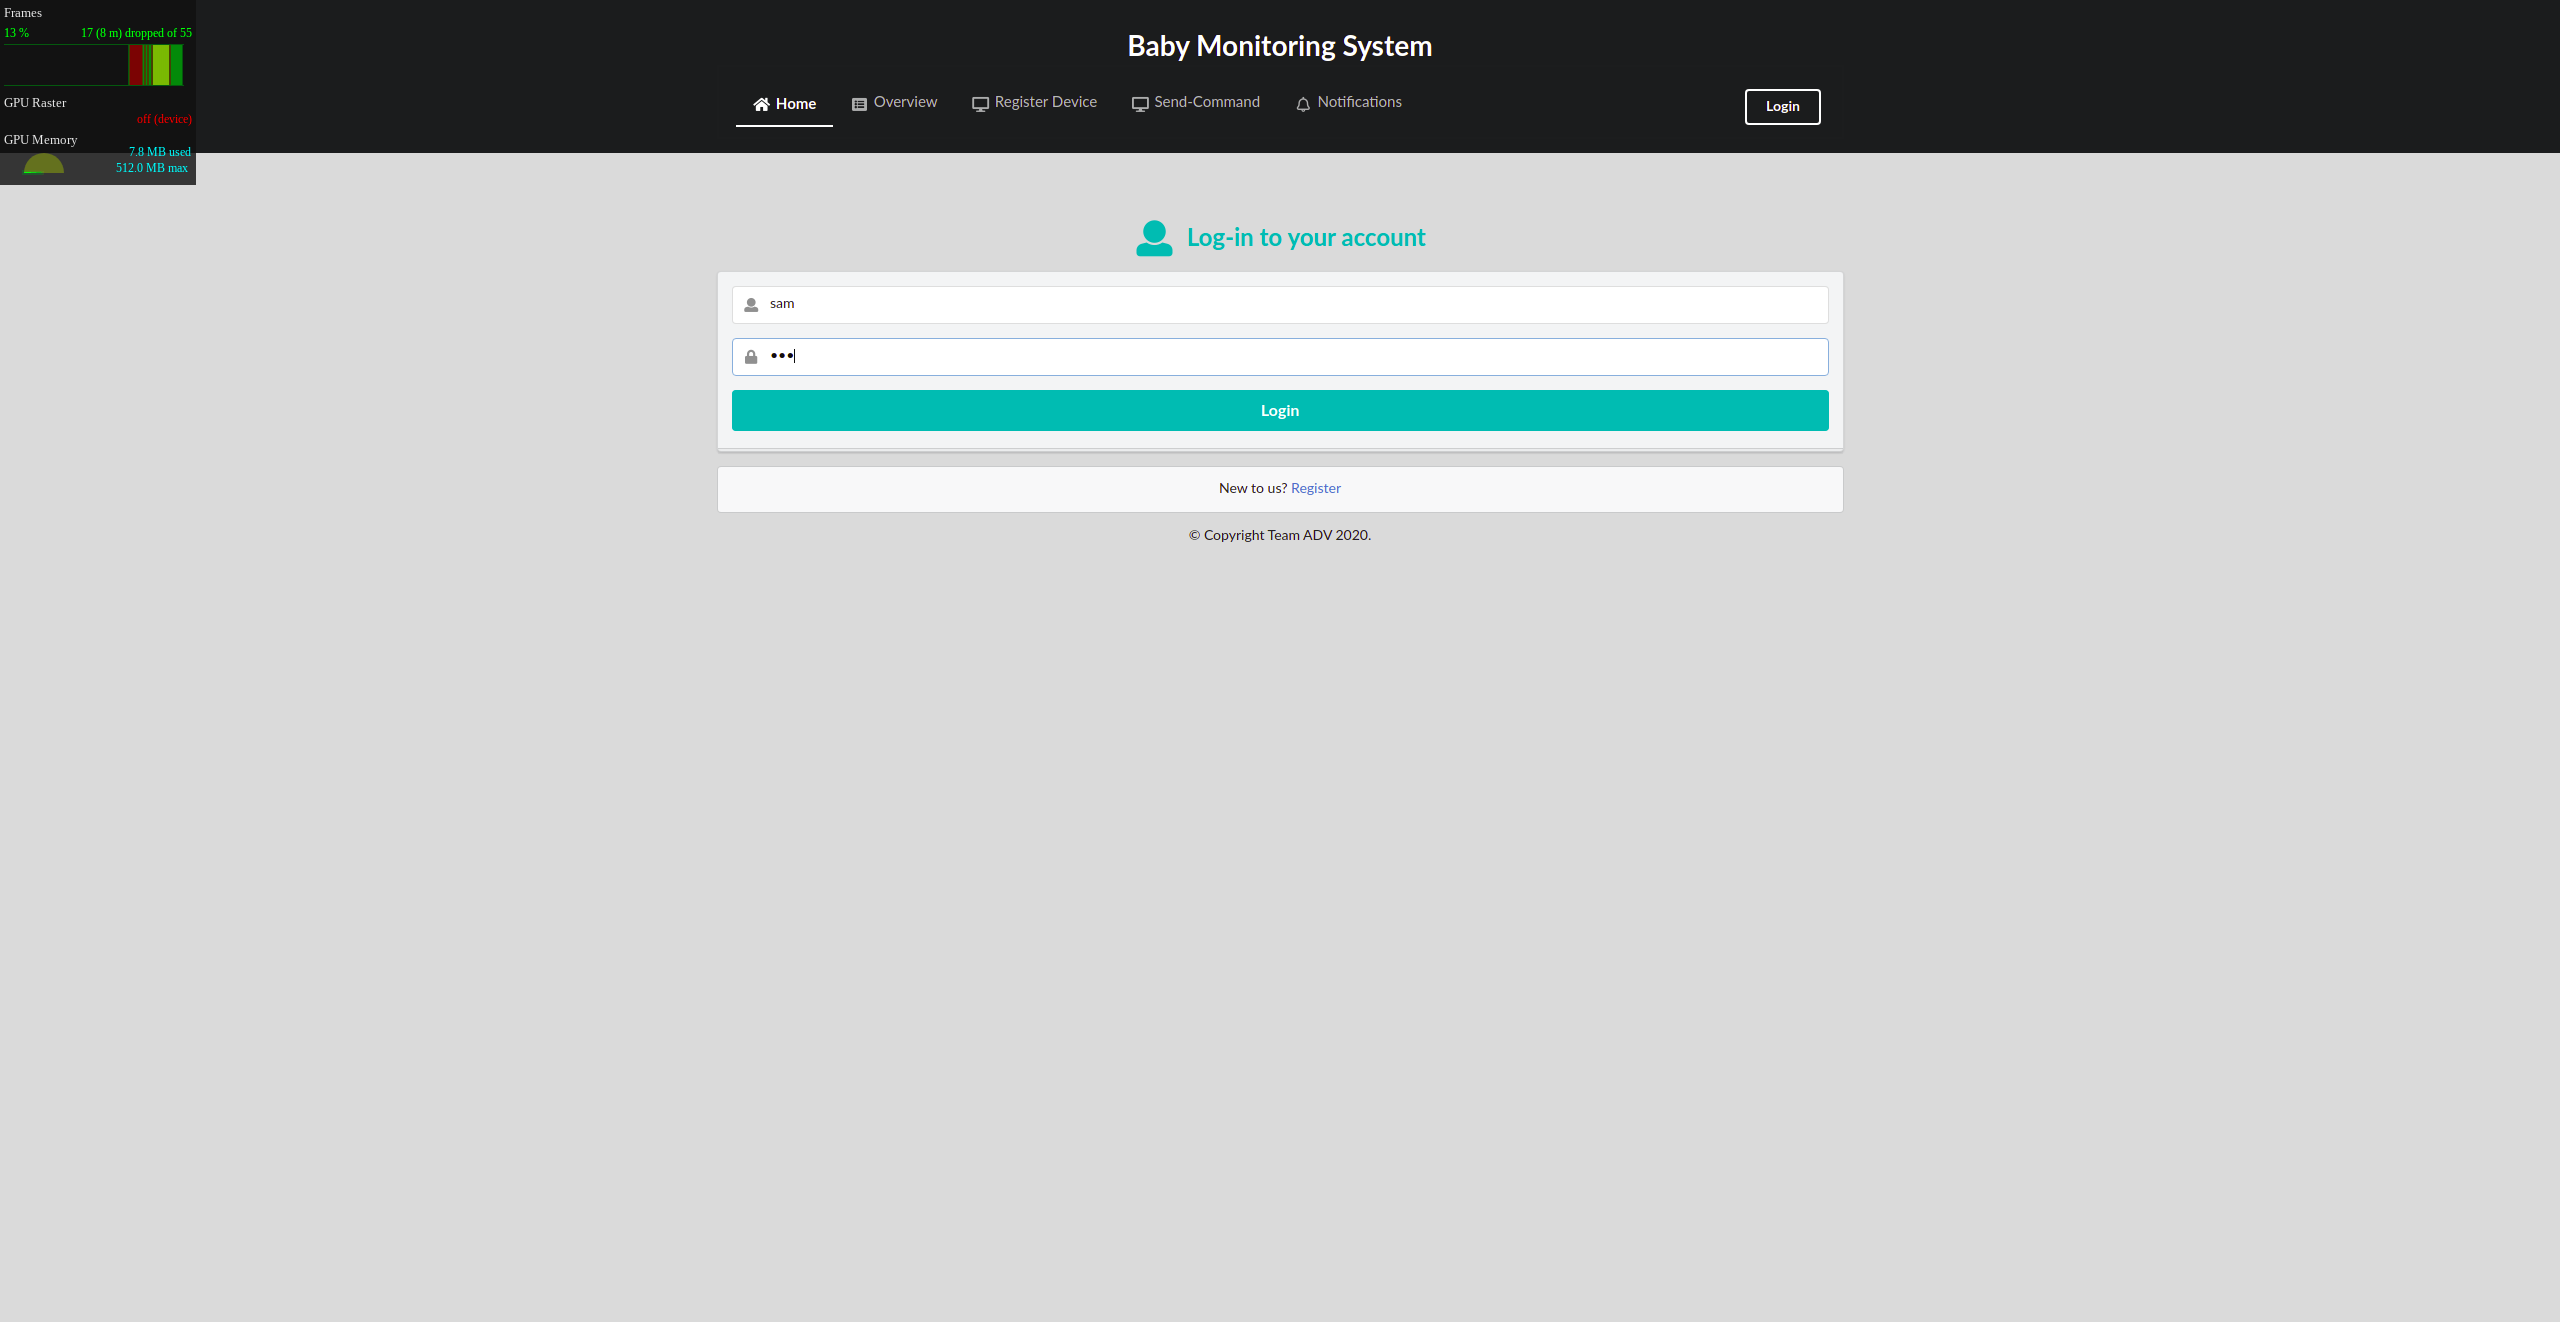 Frames
13 % 17 (8 m) dropped of 55
GPU Raster
off (device)
GPU Memory
7.8 MB used
512.0 MB max
Baby Monitoring System
Home Overview Register Device Send-Command Notifications Login
Log-in to your account
sam
•••
Login
New to us? Register
© Copyright Team ADV 2020.